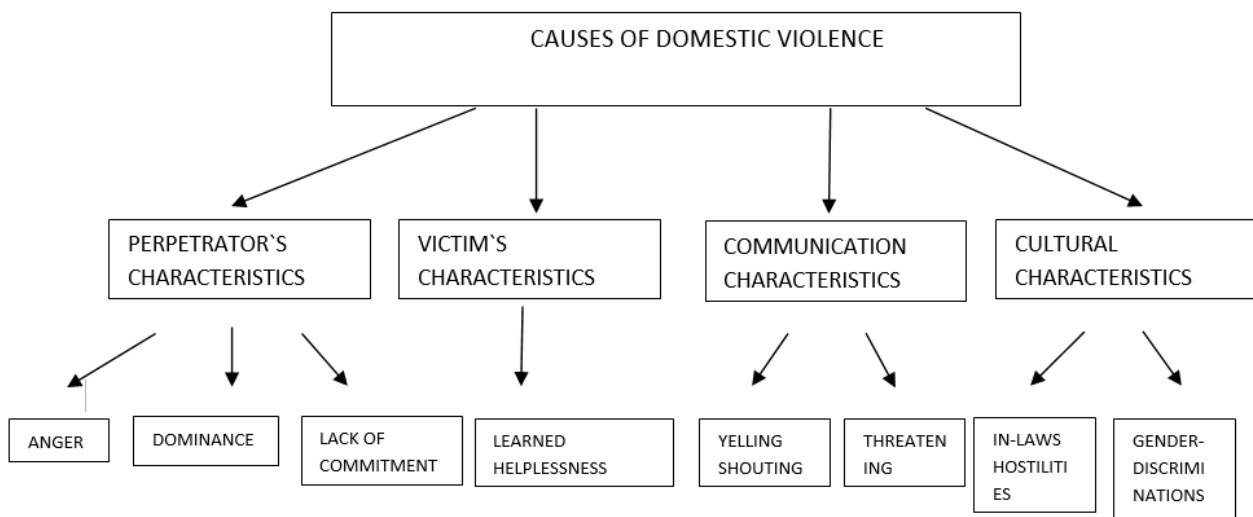 CAUSES OF DOMESTIC VIOLENCE
PERPETRATOR`S
CHARACTERISTICS
VICTIM`S
CHARACTERISTICS
COMMUNICATION
CHARACTERISTICS
CULTURAL
CHARACTERISTICS
ANGER
DOMINANCE
LACK OF
COMMITMENT
LEARNED
HELPLESSNESS
YELLING
SHOUTING
THREATEN
ING
IN-LAWS
HOSTILITI
ES
GENDER-
DISCRIMI
NATIONS